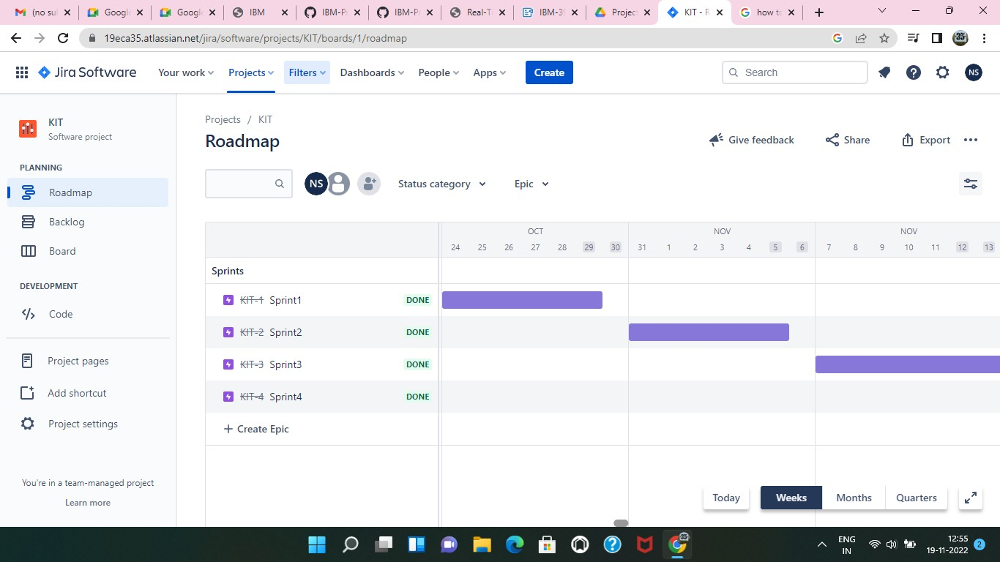 (no su
Google
Google
IBM
IBM-P
IBM-P
Real-T
IBM-3
Project
KIT - R
how to
19eca35.atlassian.net/jira/software/projects/KIT/boards/1/roadmap
Jira Software
Your work
Projects
Filters
Dashboards
People
Apps
Create
Search
NS
KIT
Software project
PLANNING
Roadmap
Backlog
Board
DEVELOPMENT
Code
Project pages
Add shortcut
Project settings
You're in a team-managed project
Learn more
Projects / KIT
Roadmap
Give feedback
Share
Export
NS
Status category
Epic
OCT
NOV
NOV
24 25 26 27 28 29 30 31 1 2 3 4 5 6 7 8 9 10 11 12 13
Sprints
KIT-1 Sprint1 DONE
KIT-2 Sprint2 DONE
KIT-3 Sprint3 DONE
KIT-4 Sprint4 DONE
+ Create Epic
Today
Weeks
Months
Quarters
ENG
IN
12:55
19-11-2022
2